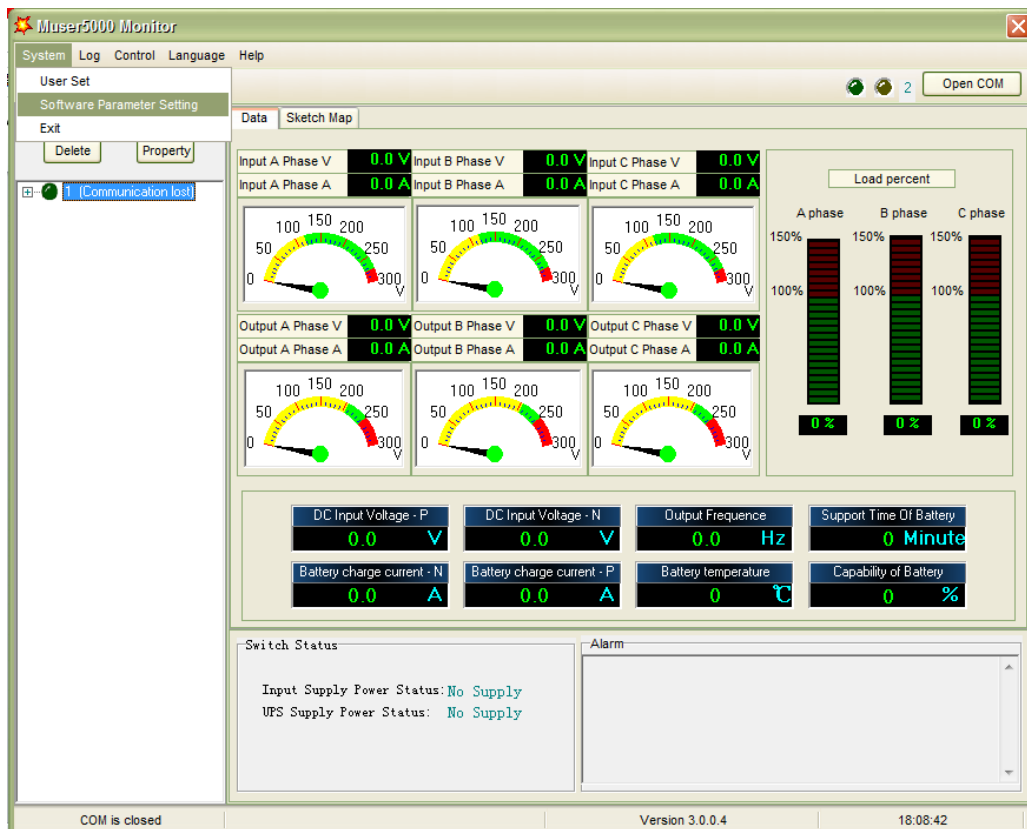 Muser5000 Monitor
System Log Control Language Help
User Set
Software Parameter Setting
Exit
2 Open COM
Delete Property
1 (Communication lost)
Data Sketch Map
Input A Phase V 0.0 V Input B Phase V 0.0 V Input C Phase V 0.0 V
Input A Phase A 0.0 A Input B Phase A 0.0 A Input C Phase A 0.0 A
0 50 100 150 200 250 300 V
0 50 100 150 200 250 300 V
0 50 100 150 200 250 300 V
Output A Phase V 0.0 V Output B Phase V 0.0 V Output C Phase V 0.0 V
Output A Phase A 0.0 A Output B Phase A 0.0 A Output C Phase A 0.0 A
0 50 100 150 200 250 300 V
0 50 100 150 200 250 300 V
0 50 100 150 200 250 300 V
Load percent
A phase B phase C phase
150% 150% 150%
100% 100% 100%
0 % 0 % 0 %
DC Input Voltage - P DC Input Voltage - N Output Frequence Support Time Of Battery
0.0 V 0.0 V 0.0 Hz 0 Minute
Battery charge current - N Battery charge current - P Battery temperature Capability of Battery
0.0 A 0.0 A 0 ℃ 0 %
Switch Status
Input Supply Power Status: No Supply
UPS Supply Power Status: No Supply
Alarm
COM is closed Version 3.0.0.4 18:08:42